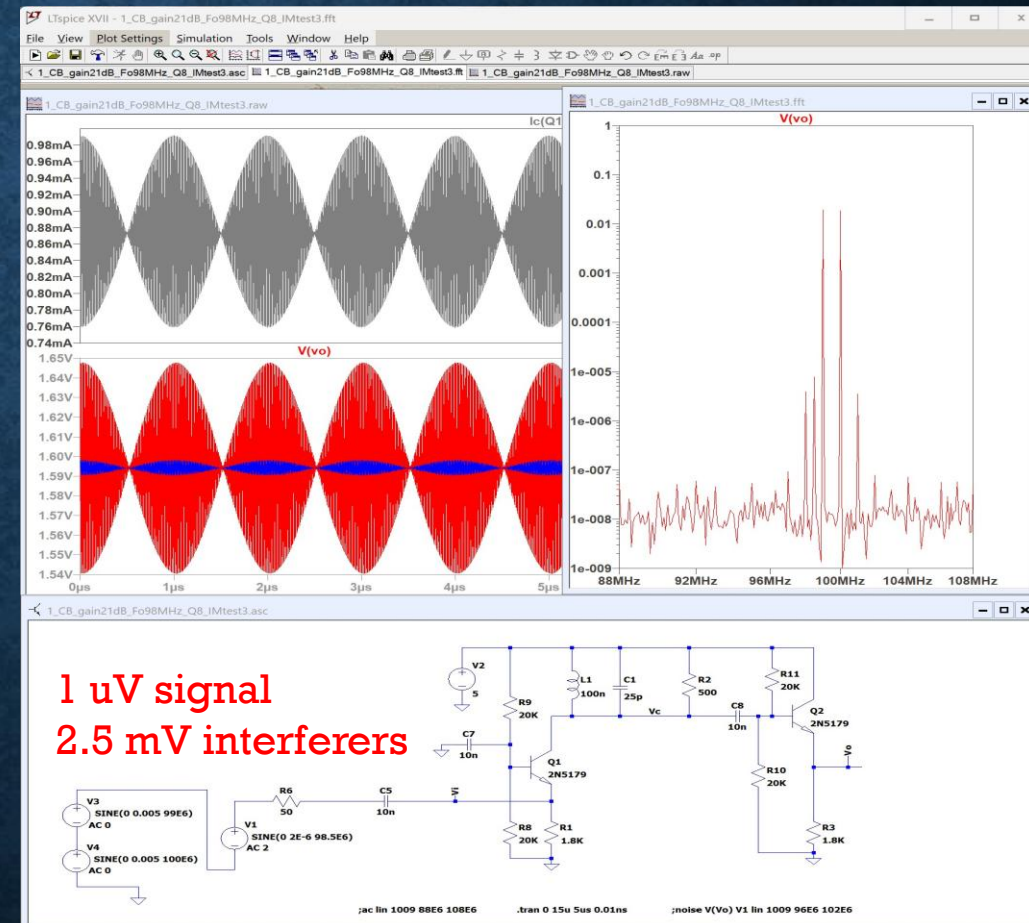 LTspice XVII - 1_CB_gain21dB_Fo98MHz_Q8_IMtest3.fft
File View Plot Settings Simulation Tools Window Help
1_CB_gain21dB_Fo98MHz_Q8_IMtest3.asc 1_CB_gain21dB_Fo98MHz_Q8_IMtest3.fft 1_CB_gain21dB_Fo98MHz_Q8_IMtest3.raw
1_CB_gain21dB_Fo98MHz_Q8_IMtest3.raw
Ic(Q1
0.98mA
0.96mA
0.94mA
0.92mA
0.90mA
0.88mA
0.86mA
0.84mA
0.82mA
0.80mA
0.78mA
0.76mA
0.74mA
V(vo)
1.65V
1.64V
1.63V
1.62V
1.61V
1.60V
1.59V
1.58V
1.57V
1.56V
1.55V
1.54V
0µs 1µs 2µs 3µs 4µs 5µs
1_CB_gain21dB_Fo98MHz_Q8_IMtest3.fft
V(vo)
1
0.1
0.01
0.001
0.0001
1e-005
1e-006
1e-007
1e-008
1e-009
88MHz 92MHz 96MHz 100MHz 104MHz 108MHz
1_CB_gain21dB_Fo98MHz_Q8_IMtest3.asc
1 uV signal
2.5 mV interferers
V2
5
R9
20K
C7
10n
L1
100n
C1
25p
R2
500
Vc
C8
10n
R11
20K
Q2
2N5179
Q1
2N5179
Vo
R10
20K
R3
1.8K
R8
20K
R1
1.8K
R6
50
C5
10n
Vi
V3
SINE(0 0.005 99E6)
AC 0
V4
SINE(0 0.005 100E6)
AC 0
V1
SINE(0 2E-6 98.5E6)
AC 2
;ac lin 1009 88E6 108E6 .tran 0 15u 5us 0.01ns ;noise V(Vo) V1 lin 1009 96E6 102E6